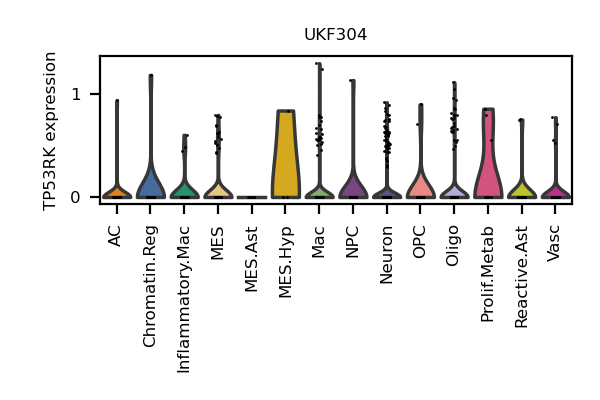 UKF304
TP53RK expression
1
0
AC
Chromatin.Reg
Inflammatory.Mac
MES
MES.Ast
MES.Hyp
Mac
NPC
Neuron
OPC
Oligo
Prolif.Metab
Reactive.Ast
Vasc